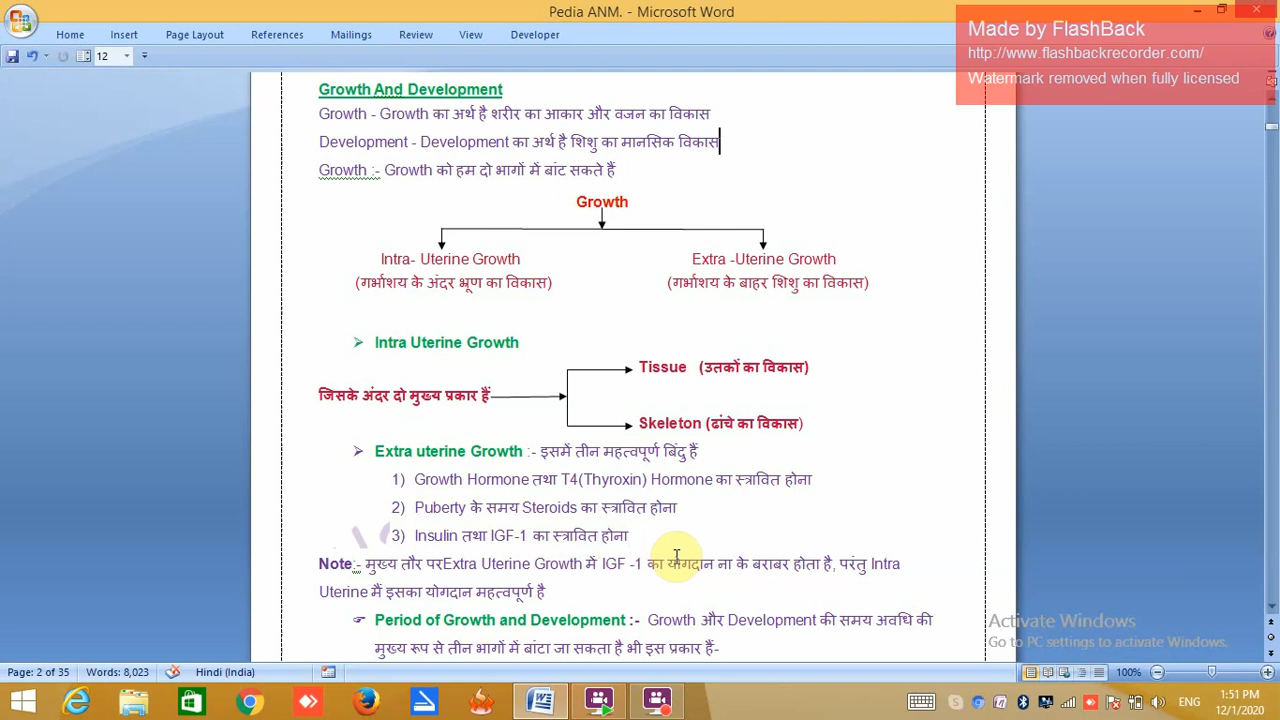 Pedia ANM. - Microsoft Word
Made by FlashBack
http://www.flashbackrecorder.com/
Watermark removed when fully licensed
Home Insert Page Layout References Mailings Review View Developer
12
Growth And Development
Growth - Growth का अर्थ है शरीर का आकार और वजन का विकास
Development - Development का अर्थ है शिशु का मानसिक विकास
Growth :- Growth को हम दो भागों में बांट सकते हैं
Growth
Intra- Uterine Growth Extra -Uterine Growth
(गर्भाशय के अंदर भ्रूण का विकास) (गर्भाशय के बाहर शिशु का विकास)
➢ Intra Uterine Growth
Tissue (उतकों का विकास)
जिसके अंदर दो मुख्य प्रकार हैं
Skeleton (ढांचे का विकास)
➢ Extra uterine Growth :- इसमें तीन महत्वपूर्ण बिंदु हैं
1) Growth Hormone तथा T4(Thyroxin) Hormone का स्त्रावित होना
2) Puberty के समय Steroids का स्त्रावित होना
3) Insulin तथा IGF-1 का स्त्रावित होना
Note:- मुख्य तौर परExtra Uterine Growth में IGF -1 का योगदान ना के बराबर होता है, परंतु Intra
Uterine मैं इसका योगदान महत्वपूर्ण है
☞ Period of Growth and Development :- Growth और Development की समय अवधि की
मुख्य रूप से तीन भागों में बांटा जा सकता है भी इस प्रकार हैं-
Activate Windows
Go to PC settings to activate Windows.
Page: 2 of 35 Words: 8,023 Hindi (India) 100%
ENG
1:51 PM
12/1/2020